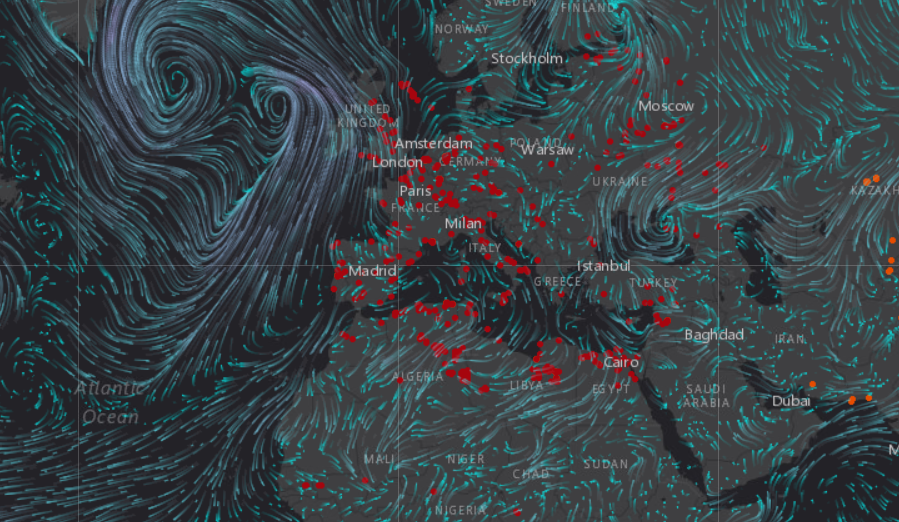 SWEDEN
FINLAND
NORWAY
Stockholm
Moscow
UNITED
KINGDOM
Amsterdam
POLAND
Warsaw
London
GERMANY
UKRAINE
Paris
KAZAKH
FRANCE
Milan
ITALY
Madrid
Istanbul
GREECE
TURKEY
Baghdad
IRAN
ALGERIA
LIBYA
Cairo
EGYPT
SAUDI
ARABIA
Dubai
Atlantic
Ocean
M
MALI
NIGER
CHAD
SUDAN
NIGERIA